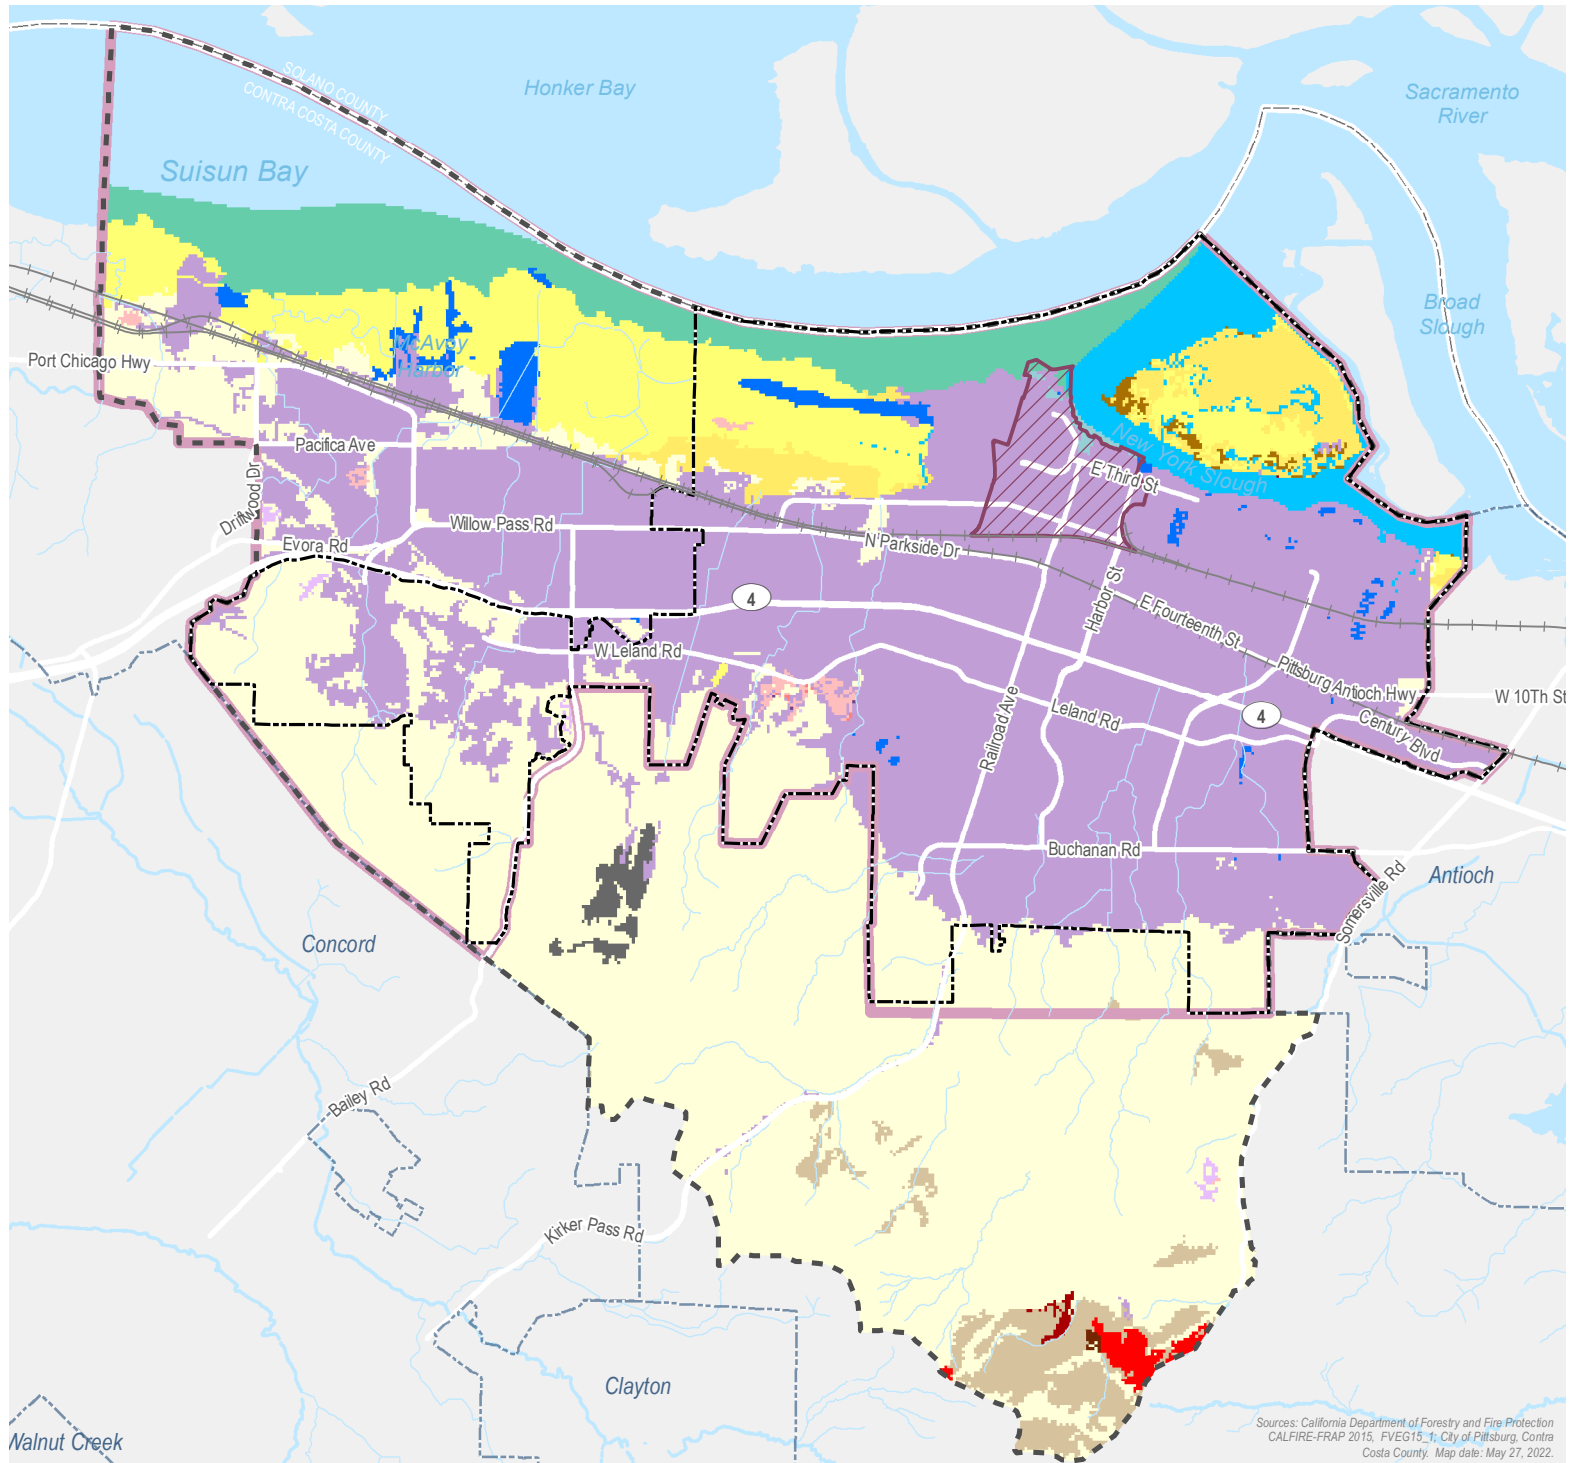 Honker Bay
Sacramento
River
SOLANO COUNTY
CONTRA COSTA COUNTY
Suisun Bay
Broad
Slough
McAvoy
Harbor
Port Chicago Hwy
New York Slough
Pacifica Ave
E Third St
Driftwood Dr
Willow Pass Rd
Evora Rd
N Parkside Dr
4
Harbor St
E Fourteenth St
W Leland Rd
Pittsburg Antioch Hwy
W 10Th St
Railroad Ave
Leland Rd
4
Century Blvd
Buchanan Rd
Antioch
Somersville Rd
Concord
Bailey Rd
Kirker Pass Rd
Clayton
Walnut Creek
Sources: California Department of Forestry and Fire Protection
CALFIRE-FRAP 2015, FVEG15_1; City of Pittsburg, Contra
Costa County. Map date: May 27, 2022.